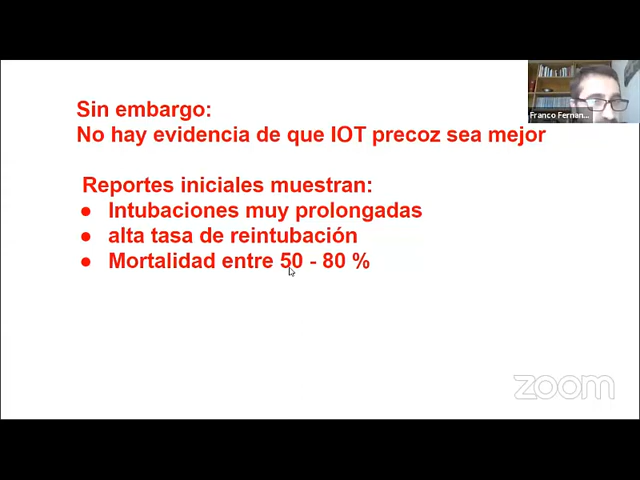 Sin embargo:
No hay evidencia de que IOT precoz sea mejor
Reportes iniciales muestran:
● Intubaciones muy prolongadas
● alta tasa de reintubación
● Mortalidad entre 50 - 80 %
Franco Fernan...
zoom